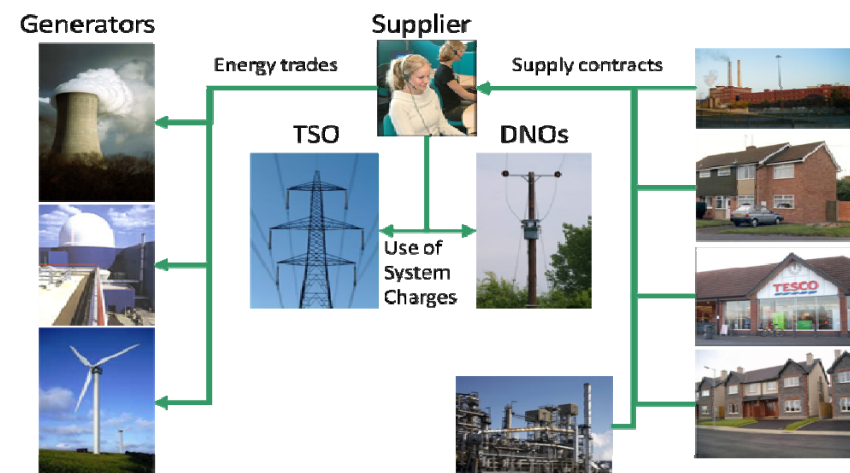 Generators
Supplier
Energy trades
Supply contracts
TSO
DNOs
TESCO
Use of
System
Charges